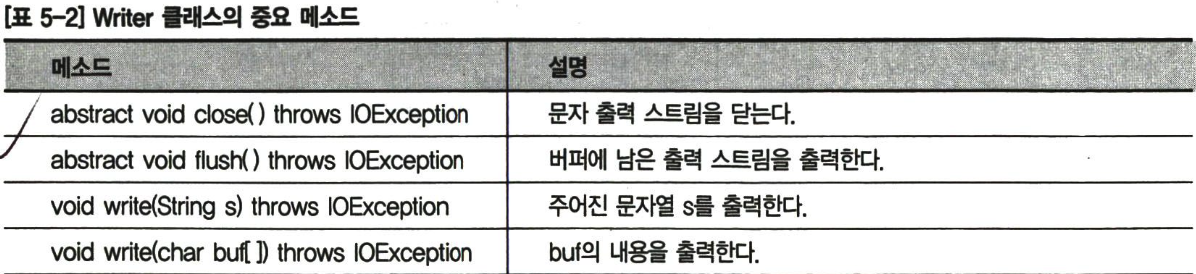 [표 5-2] Writer 클래스의 중요 메소드
메소드 설명
abstract void close( ) throws IOException 문자 출력 스트림을 닫는다.
abstract void flush( ) throws IOException 버퍼에 남은 출력 스트림을 출력한다.
void write(String s) throws IOException 주어진 문자열 s를 출력한다.
void write(char buf[ ]) throws IOException buf의 내용을 출력한다.